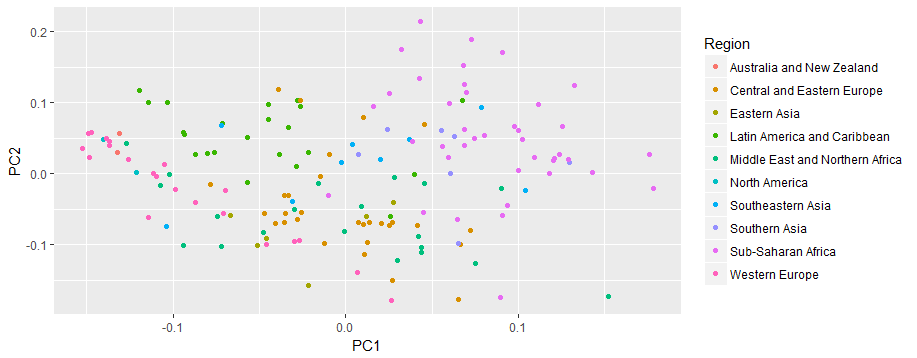 0.2
0.1
0.0
-0.1
PC2
-0.1
0.0
0.1
PC1
Region
Australia and New Zealand
Central and Eastern Europe
Eastern Asia
Latin America and Caribbean
Middle East and Northern Africa
North America
Southeastern Asia
Southern Asia
Sub-Saharan Africa
Western Europe